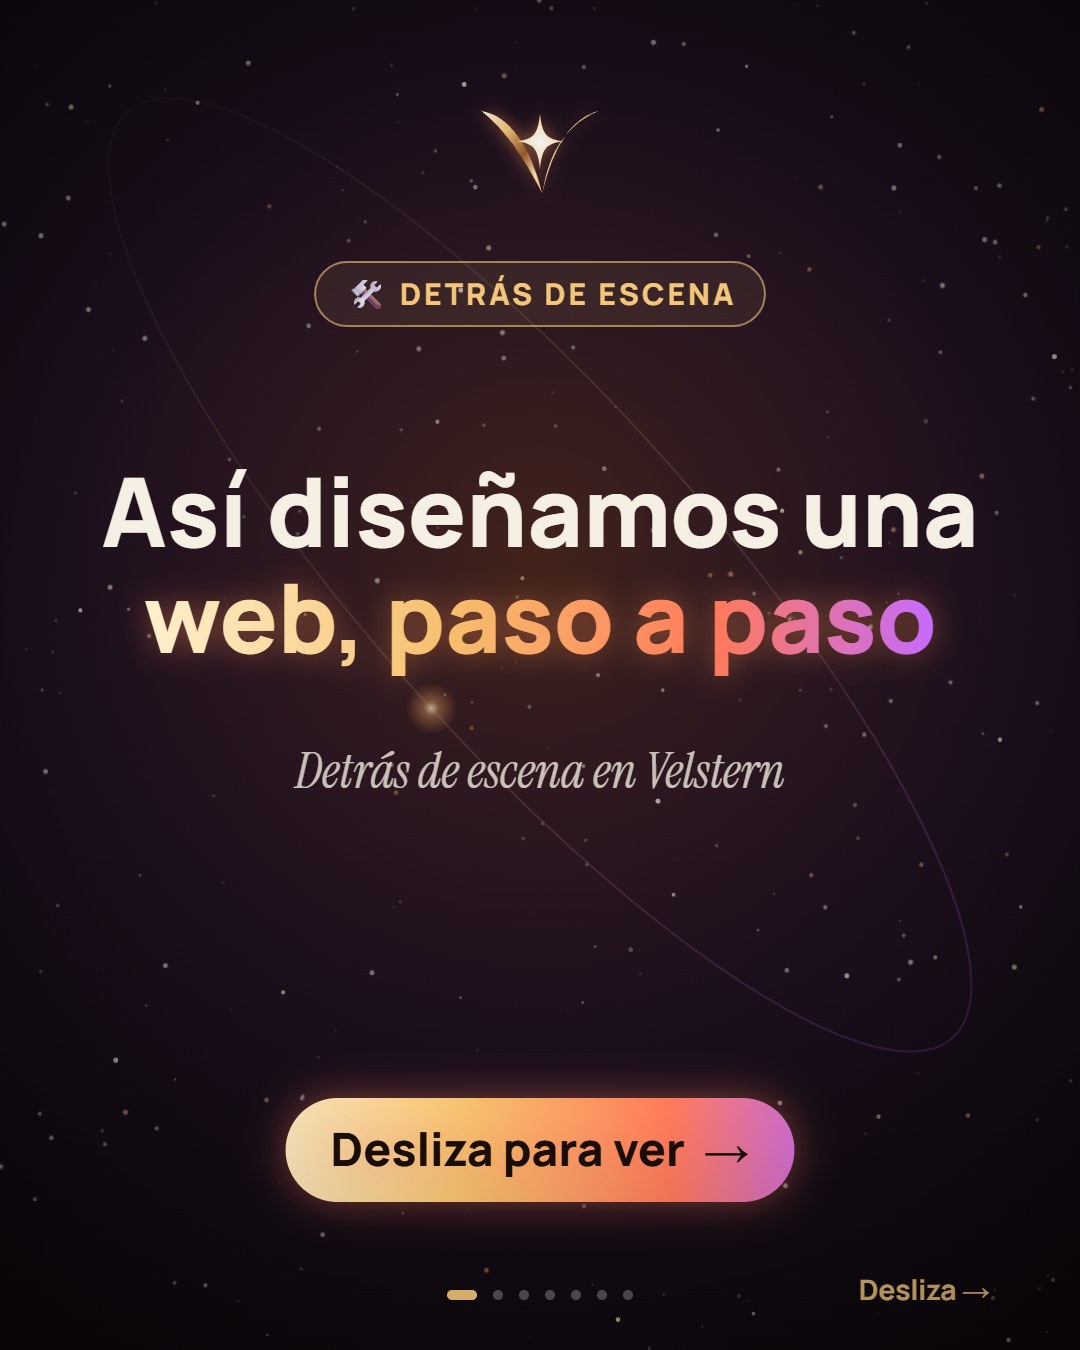 🛠 DETRÁS DE ESCENA
Así diseñamos una
web, paso a paso
Detrás de escena en Velstern
Desliza para ver →
Desliza →